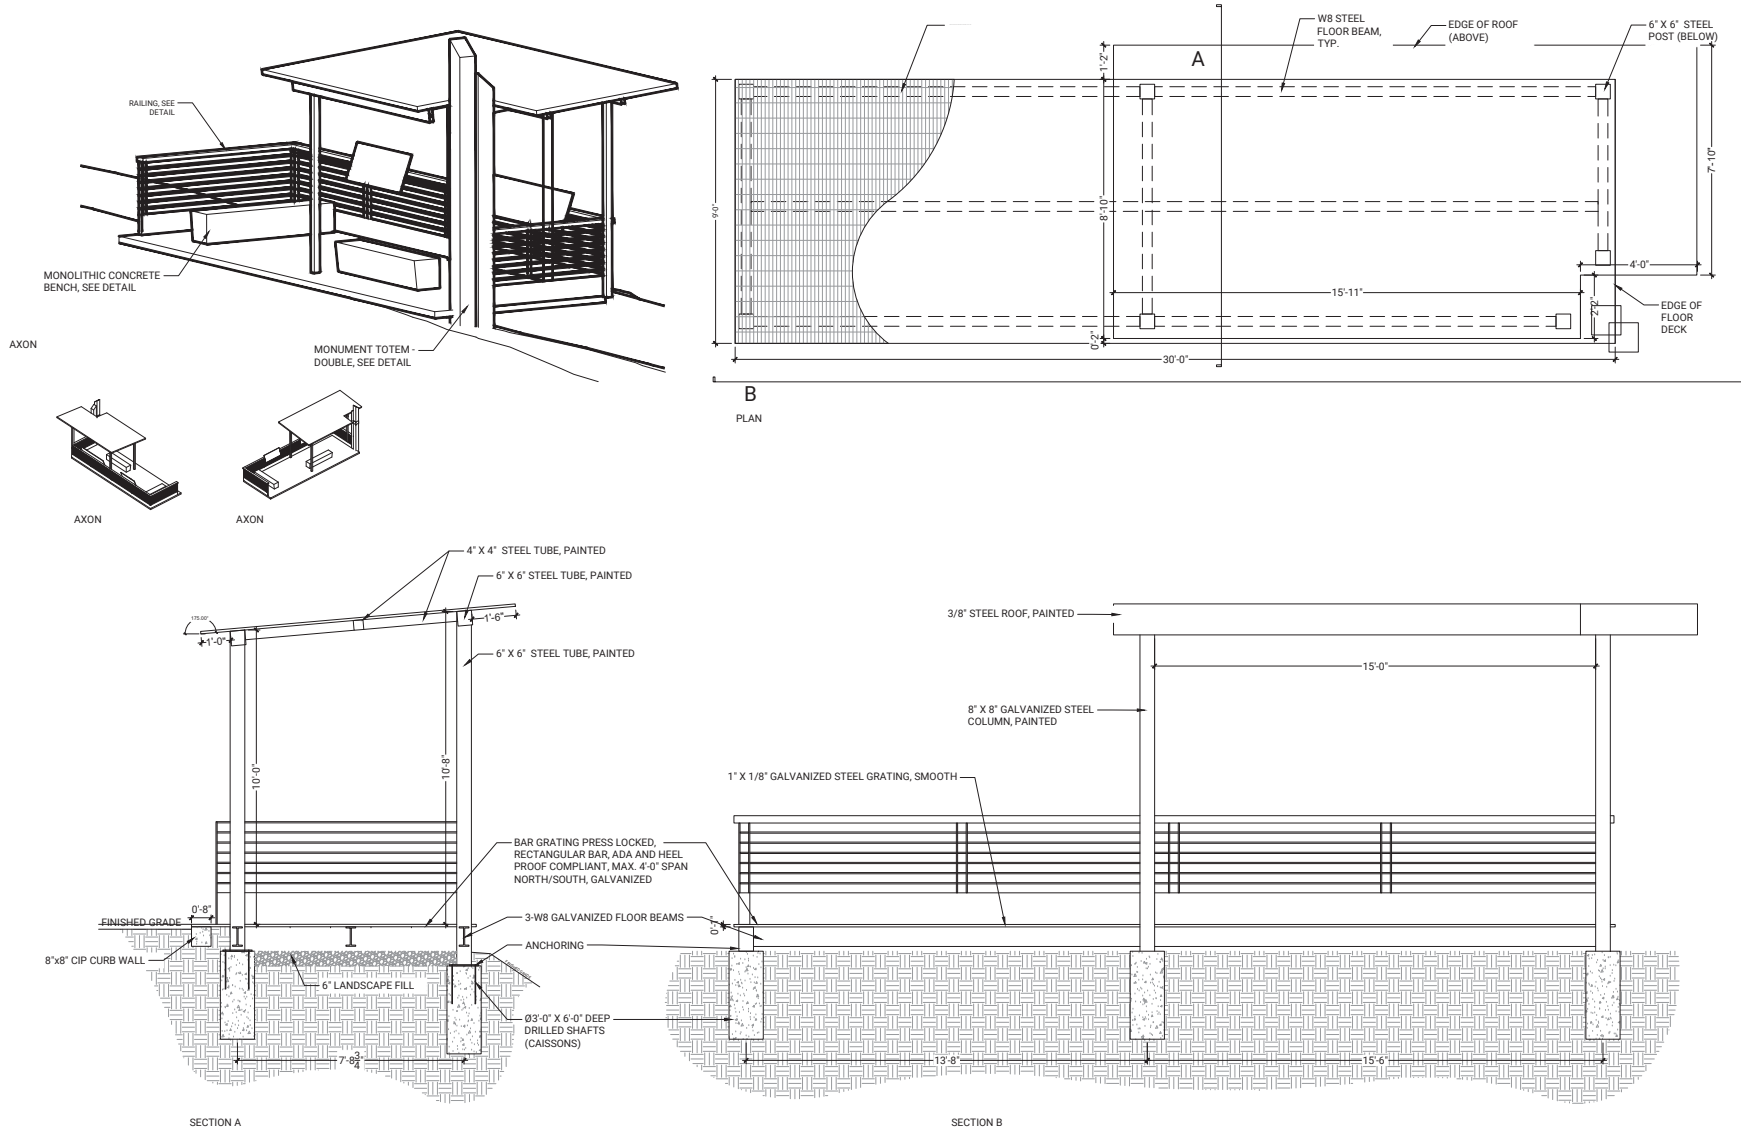 RAILING, SEE
DETAIL
MONOLITHIC CONCRETE
BENCH, SEE DETAIL
MONUMENT TOTEM -
DOUBLE, SEE DETAIL
AXON
AXON
AXON
W8 STEEL
FLOOR BEAM,
TYP.
EDGE OF ROOF
(ABOVE)
6" X 6" STEEL
POST (BELOW)
A
1'-2"
9'-0"
8'-10"
7'-10"
4'-0"
15'-11"
2'-2"
EDGE OF
FLOOR
DECK
0'-2"
30'-0"
B
PLAN
4" X 4" STEEL TUBE, PAINTED
6" X 6" STEEL TUBE, PAINTED
175.00°
1'-0"
1'-6"
6" X 6" STEEL TUBE, PAINTED
10'-0"
10'-8"
BAR GRATING PRESS LOCKED,
RECTANGULAR BAR, ADA AND HEEL
PROOF COMPLIANT, MAX. 4'-0" SPAN
NORTH/SOUTH, GALVANIZED
0'-8"
FINISHED GRADE
3-W8 GALVANIZED FLOOR BEAMS
ANCHORING
8"x8" CIP CURB WALL
6" LANDSCAPE FILL
Ø3'-0" X 6'-0" DEEP
DRILLED SHAFTS
(CAISSONS)
7'-8 3/4"
SECTION A
3/8" STEEL ROOF, PAINTED
15'-0"
8" X 8" GALVANIZED STEEL
COLUMN, PAINTED
1" X 1/8" GALVANIZED STEEL GRATING, SMOOTH
0'-1"
13'-8"
15'-6"
SECTION B